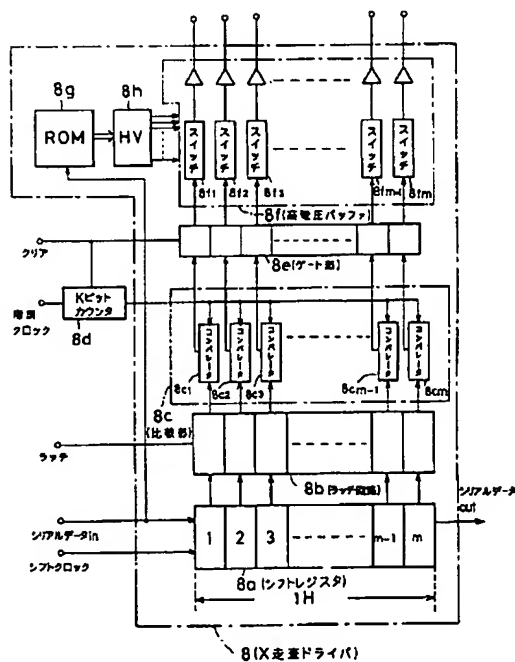 8g
8h
ROM
HV
スイッチ
スイッチ
スイッチ
スイッチ
スイッチ
8f1
8f2
8f3
8fm-1
8fm
8f(高電圧バッファ)
クリア
8e(ゲート部)
階調
クロック
Kビット
カウンタ
8d
コンパレータ
コンパレータ
コンパレータ
コンパレータ
コンパレータ
8c1
8c2
8c3
8cm-1
8cm
8c
(比較部)
ラッチ
8b(ラッチ回路)
シリアルデータin
シリアルデータ
out
シフトクロック
1
2
3
m-1
m
8a(シフトレジスタ)
1H
8(X走査ドライバ)